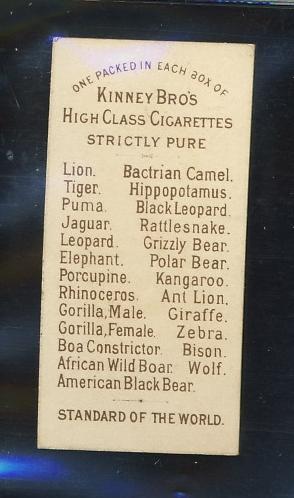 ONE PACKED IN EACH BOX OF
KINNEY BRO'S
HIGH CLASS CIGARETTES
STRICTLY PURE
Lion. Bactrian Camel.
Tiger. Hippopotamus.
Puma. Black Leopard.
Jaguar. Rattlesnake.
Leopard. Grizzly Bear.
Elephant. Polar Bear.
Porcupine. Kangaroo.
Rhinoceros. Ant Lion.
Gorilla, Male. Giraffe.
Gorilla, Female. Zebra.
Boa Constrictor. Bison.
African Wild Boar. Wolf.
American Black Bear.
STANDARD OF THE WORLD.